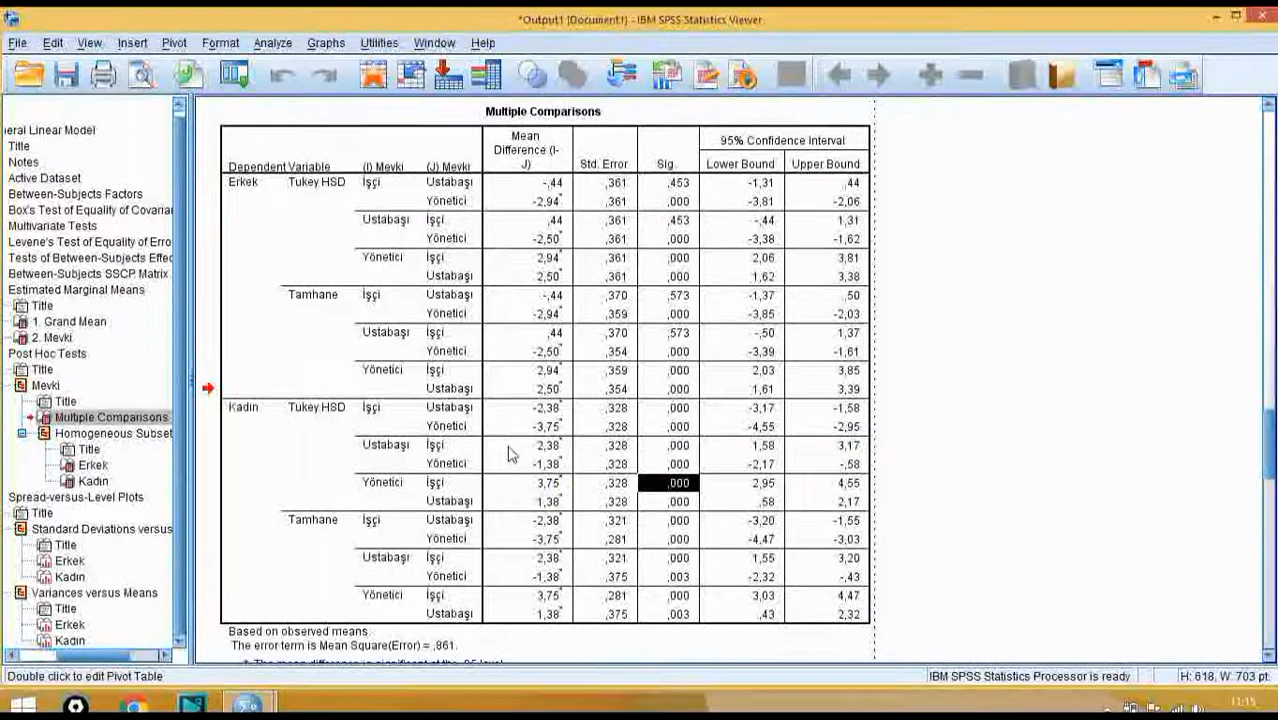 *Output1 [Document1] - IBM SPSS Statistics Viewer
File Edit View Insert Pivot Format Analyze Graphs Utilities Window Help
eral Linear Model
Title
Notes
Active Dataset
Between-Subjects Factors
Box's Test of Equality of Covaria
Multivariate Tests
Levene's Test of Equality of Erro
Tests of Between-Subjects Effec
Between-Subjects SSCP Matrix
Estimated Marginal Means
Title
1. Grand Mean
2. Mevki
Post Hoc Tests
Title
Mevki
Title
Multiple Comparisons
Homogeneous Subset
Title
Erkek
Kadın
Spread-versus-Level Plots
Title
Standard Deviations versus
Title
Erkek
Kadın
Variances versus Means
Title
Erkek
Kadın
Multiple Comparisons
Dependent Variable (I) Mevki (J) Mevki Mean Difference (I-J) Std. Error Sig. 95% Confidence Interval
Lower Bound Upper Bound
Erkek Tukey HSD İşçi Ustabaşı -,44 ,361 ,453 -1,31 ,44
Yönetici -2,94* ,361 ,000 -3,81 -2,06
Ustabaşı İşçi ,44 ,361 ,453 -,44 1,31
Yönetici -2,50* ,361 ,000 -3,38 -1,62
Yönetici İşçi 2,94* ,361 ,000 2,06 3,81
Ustabaşı 2,50* ,361 ,000 1,62 3,38
Tamhane İşçi Ustabaşı -,44 ,370 ,573 -1,37 ,50
Yönetici -2,94* ,359 ,000 -3,85 -2,03
Ustabaşı İşçi ,44 ,370 ,573 -,50 1,37
Yönetici -2,50* ,354 ,000 -3,39 -1,61
Yönetici İşçi 2,94* ,359 ,000 2,03 3,85
Ustabaşı 2,50* ,354 ,000 1,61 3,39
Kadın Tukey HSD İşçi Ustabaşı -2,38* ,328 ,000 -3,17 -1,58
Yönetici -3,75* ,328 ,000 -4,55 -2,95
Ustabaşı İşçi 2,38* ,328 ,000 1,58 3,17
Yönetici -1,38* ,328 ,000 -2,17 -,58
Yönetici İşçi 3,75* ,328 ,000 2,95 4,55
Ustabaşı 1,38* ,328 ,000 ,58 2,17
Tamhane İşçi Ustabaşı -2,38* ,321 ,000 -3,20 -1,55
Yönetici -3,75* ,281 ,000 -4,47 -3,03
Ustabaşı İşçi 2,38* ,321 ,000 1,55 3,20
Yönetici -1,38* ,375 ,003 -2,32 -,43
Yönetici İşçi 3,75* ,281 ,000 3,03 4,47
Ustabaşı 1,38* ,375 ,003 ,43 2,32
Based on observed means.
The error term is Mean Square(Error) = ,861.
*. The mean difference is significant at the ,05 level.
Double click to edit Pivot Table IBM SPSS Statistics Processor is ready H: 618, W: 703 pt.
11:15